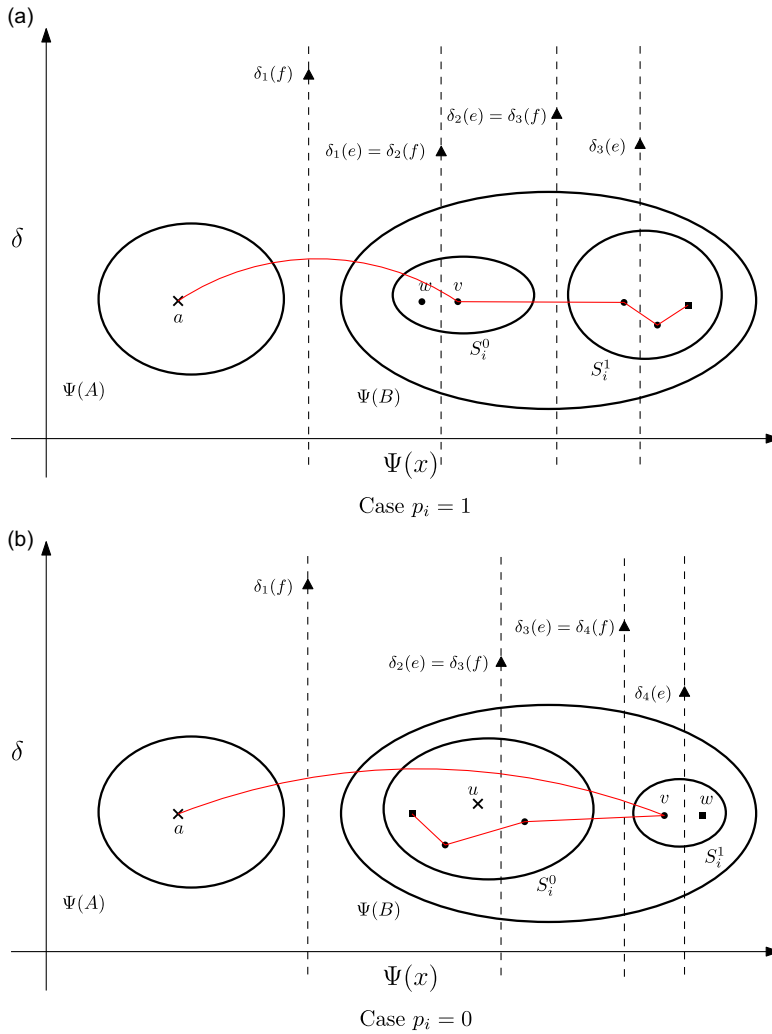 (a)
δ₁(f)
δ₂(e) = δ₃(f)
δ₁(e) = δ₂(f)
δ₃(e)
δ
w
v
a
S_i^0
S_i^1
Ψ(A)
Ψ(B)
Ψ(x)
Case p_i = 1
(b)
δ₁(f)
δ₃(e) = δ₄(f)
δ₂(e) = δ₃(f)
δ₄(e)
δ
u
v
w
a
S_i^1
S_i^0
Ψ(A)
Ψ(B)
Ψ(x)
Case p_i = 0